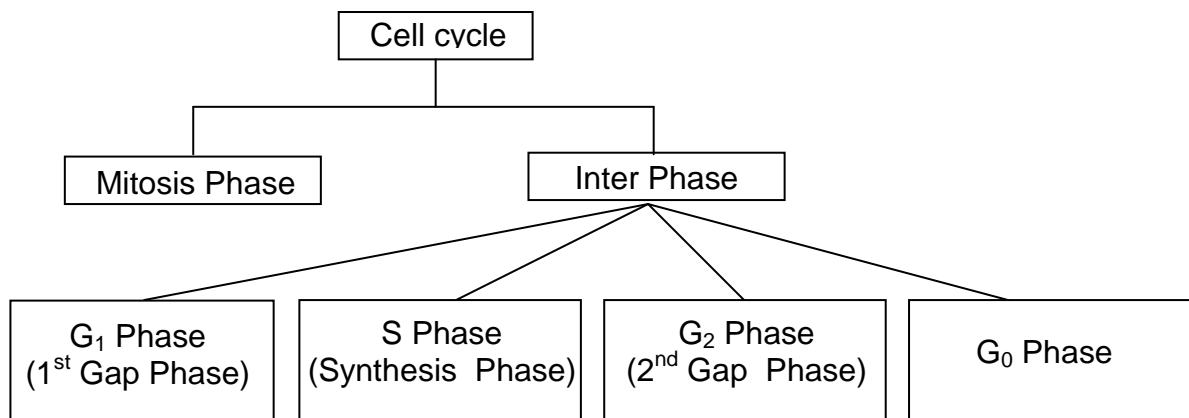 Cell cycle
Mitosis Phase
Inter Phase
G₁ Phase
(1ˢᵗ Gap Phase)
S Phase
(Synthesis Phase)
G₂ Phase
(2ⁿᵈ Gap Phase)
G₀ Phase